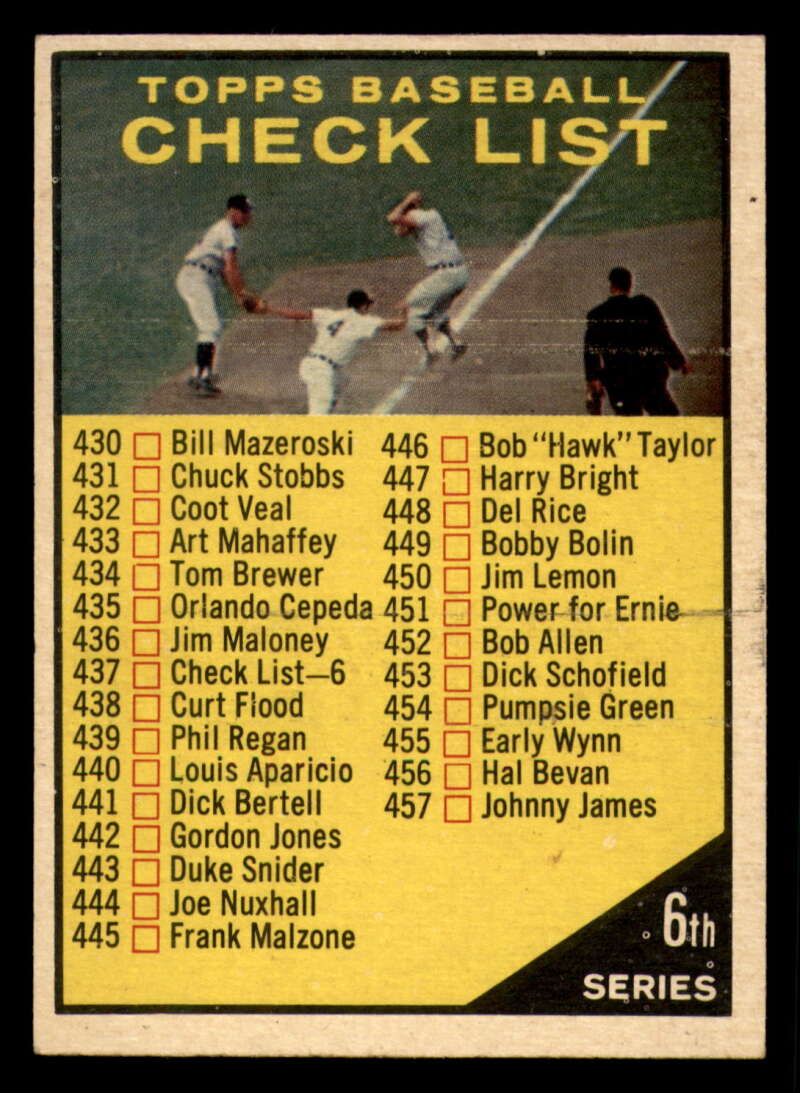 TOPPS BASEBALL
CHECK LIST
4
430 Bill Mazeroski
431 Chuck Stobbs
432 Coot Veal
433 Art Mahaffey
434 Tom Brewer
435 Orlando Cepeda
436 Jim Maloney
437 Check List—6
438 Curt Flood
439 Phil Regan
440 Louis Aparicio
441 Dick Bertell
442 Gordon Jones
443 Duke Snider
444 Joe Nuxhall
445 Frank Malzone
446 Bob "Hawk" Taylor
447 Harry Bright
448 Del Rice
449 Bobby Bolin
450 Jim Lemon
451 Power for Ernie
452 Bob Allen
453 Dick Schofield
454 Pumpsie Green
455 Early Wynn
456 Hal Bevan
457 Johnny James
6th
SERIES